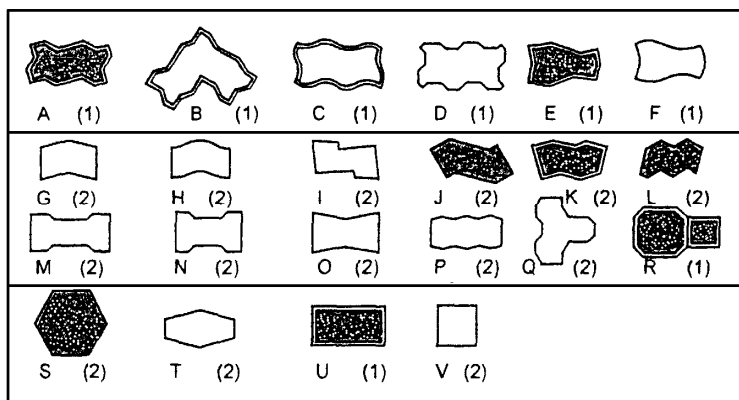 A (1) B (1) C (1) D (1) E (1) F (1)
G (2) H (2) I (2) J (2) K (2) L (2)
M (2) N (2) O (2) P (2) Q (2) R (1)
S (2) T (2) U (1) V (2)